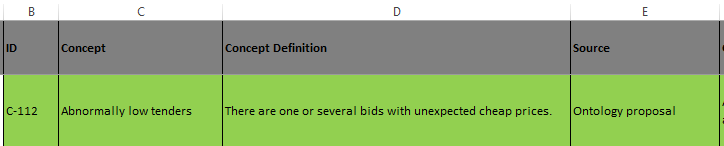 B C D E
ID Concept Concept Definition Source
C-112 Abnormally low tenders There are one or several bids with unexpected cheap prices. Ontology proposal